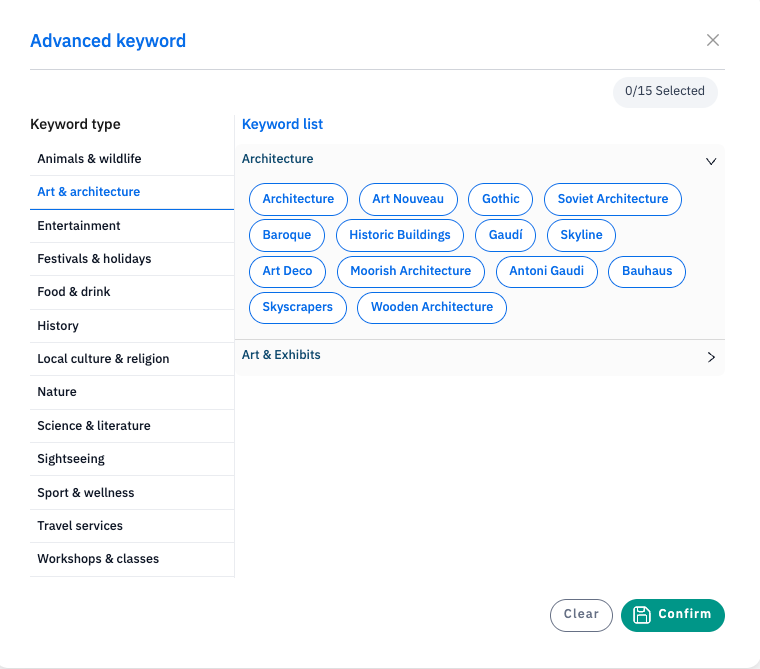 Advanced keyword
0/15 Selected
Keyword type
Animals & wildlife
Art & architecture
Entertainment
Festivals & holidays
Food & drink
History
Local culture & religion
Nature
Science & literature
Sightseeing
Sport & wellness
Travel services
Workshops & classes
Keyword list
Architecture
Architecture Art Nouveau Gothic Soviet Architecture
Baroque Historic Buildings Gaudí Skyline
Art Deco Moorish Architecture Antoni Gaudi Bauhaus
Skyscrapers Wooden Architecture
Art & Exhibits
Clear Confirm